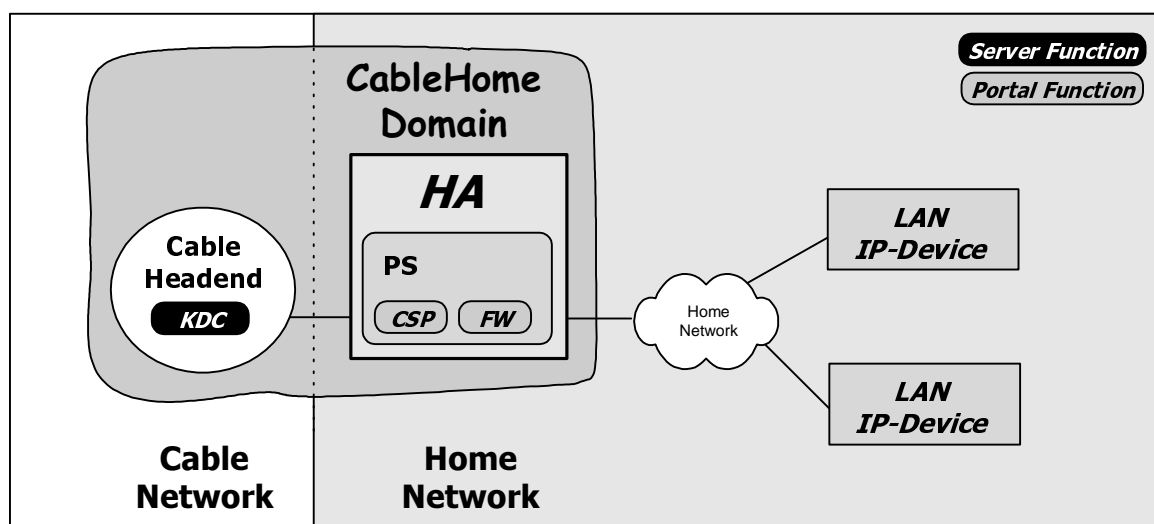 Server Function
Portal Function
CableHome
Domain
HA
PS
CSP
FW
Cable
Headend
KDC
Home
Network
LAN
IP-Device
LAN
IP-Device
Cable
Network
Home
Network